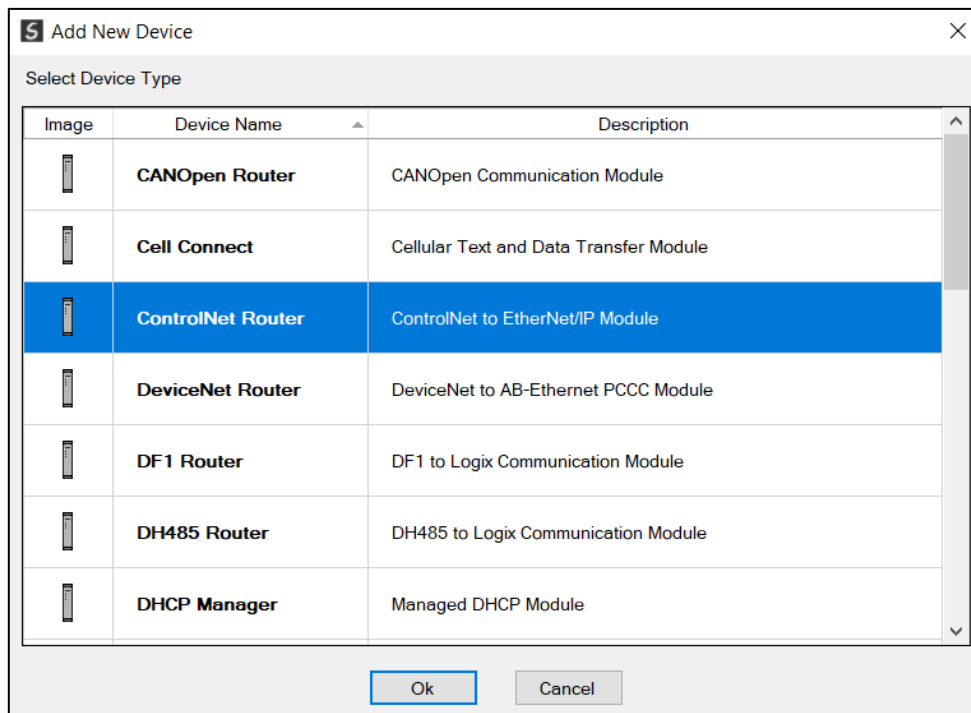 S Add New Device
Select Device Type
Image Device Name Description
CANOpen Router CANOpen Communication Module
Cell Connect Cellular Text and Data Transfer Module
ControlNet Router ControlNet to EtherNet/IP Module
DeviceNet Router DeviceNet to AB-Ethernet PCCC Module
DF1 Router DF1 to Logix Communication Module
DH485 Router DH485 to Logix Communication Module
DHCP Manager Managed DHCP Module
Ok Cancel